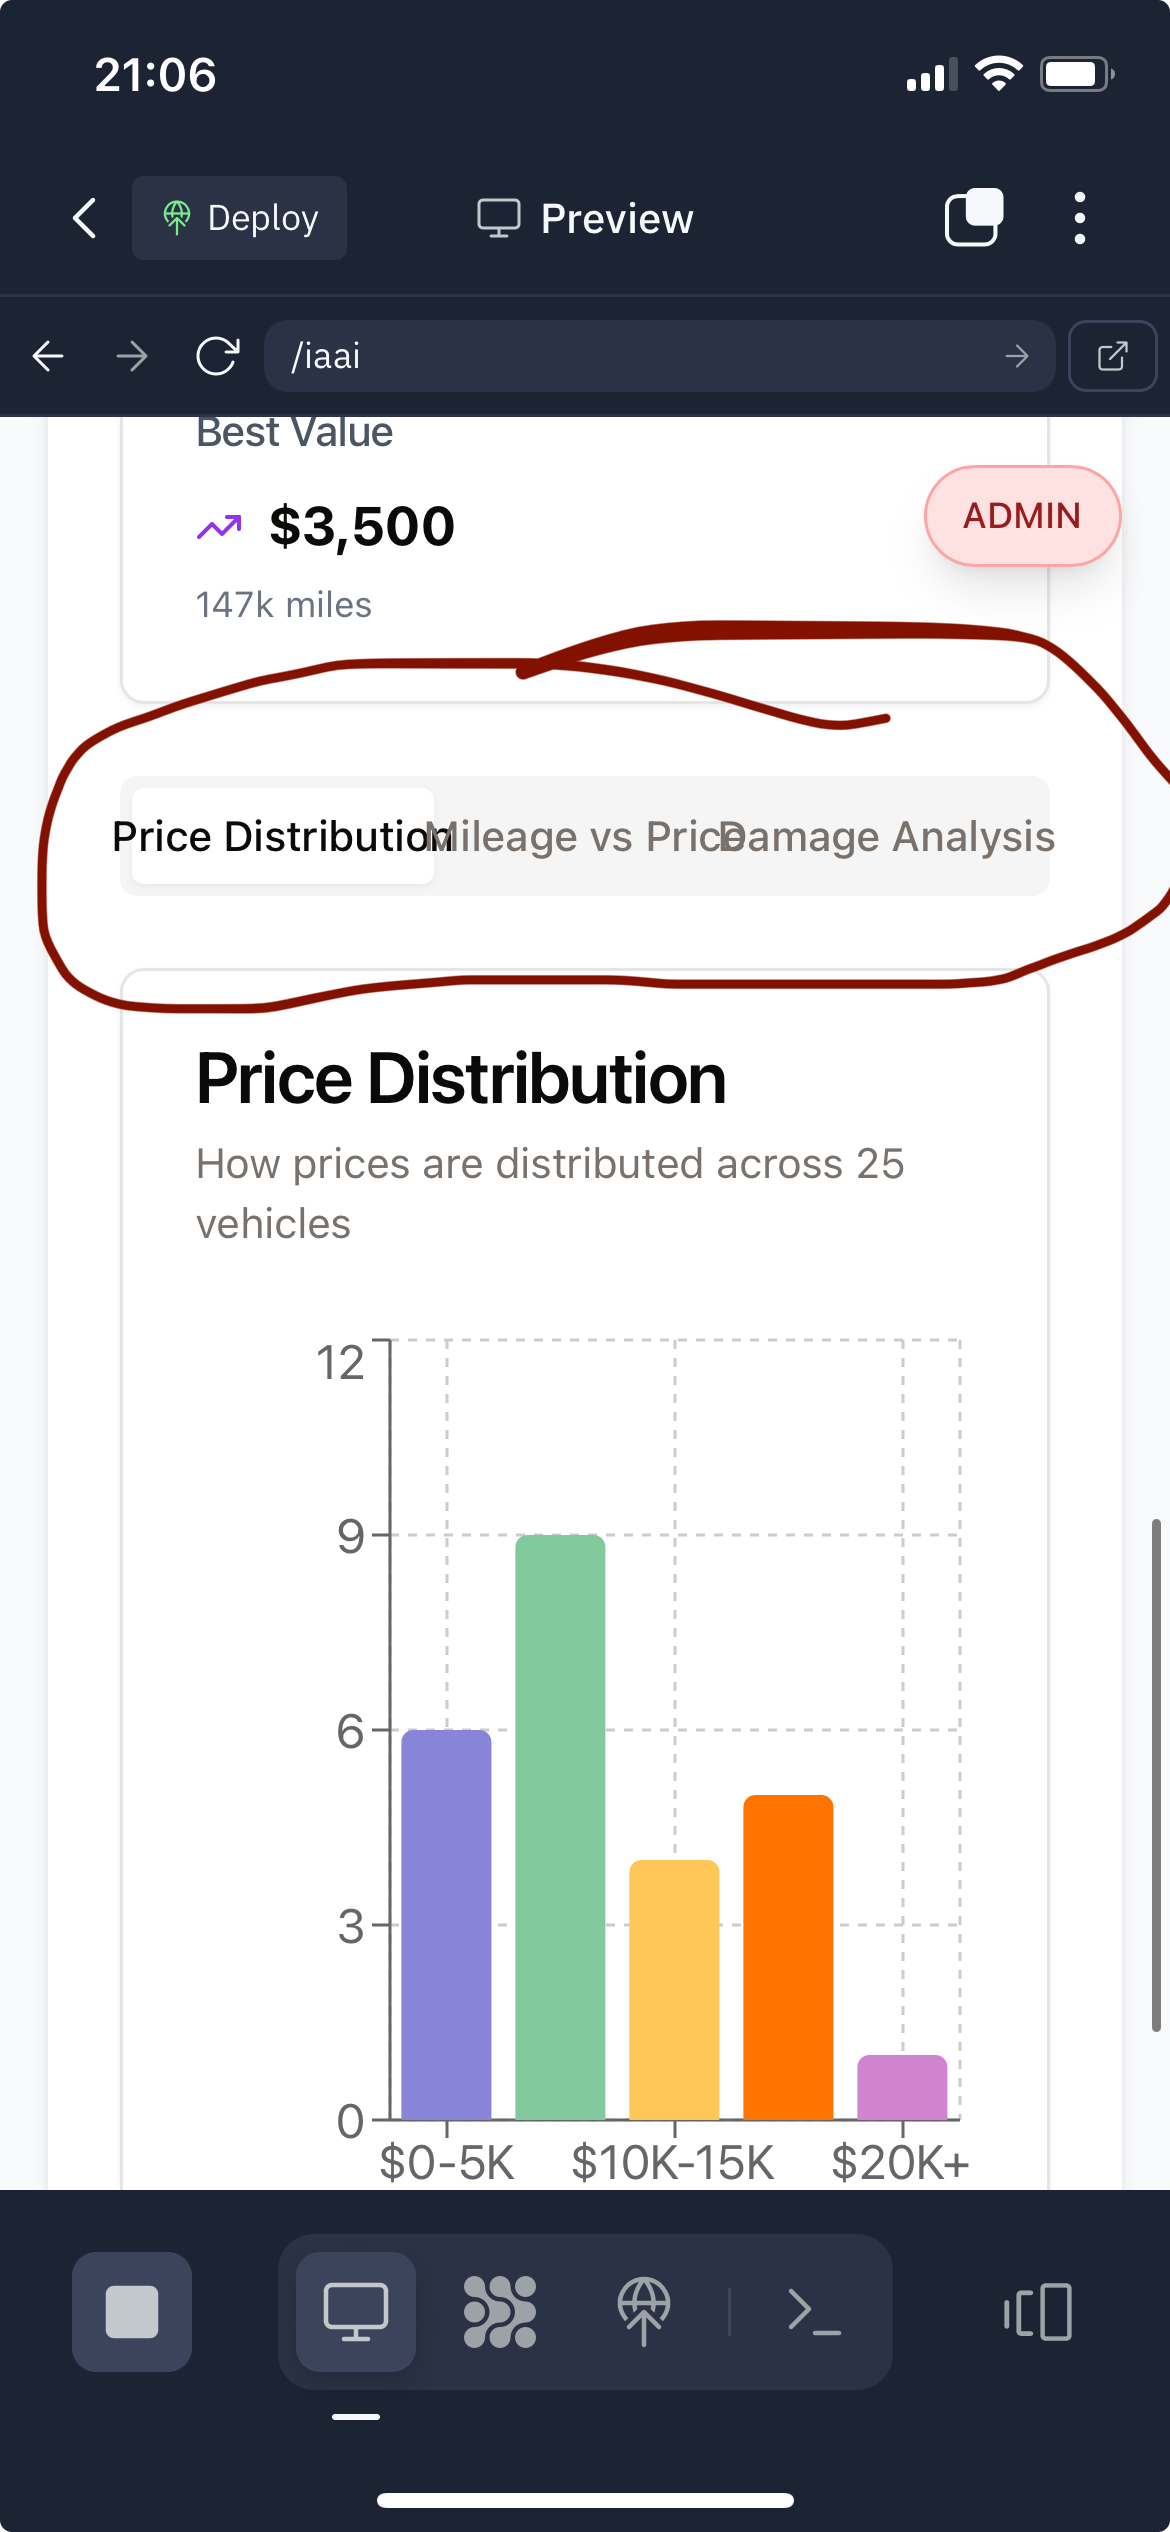 21:06
Deploy
Preview
/iaai
Best Value
$3,500
ADMIN
147k miles
Price Distribution
Mileage vs Price
Damage Analysis
Price Distribution
How prices are distributed across 25
vehicles
12
9
6
3
0
$0-5K
$10K-15K
$20K+